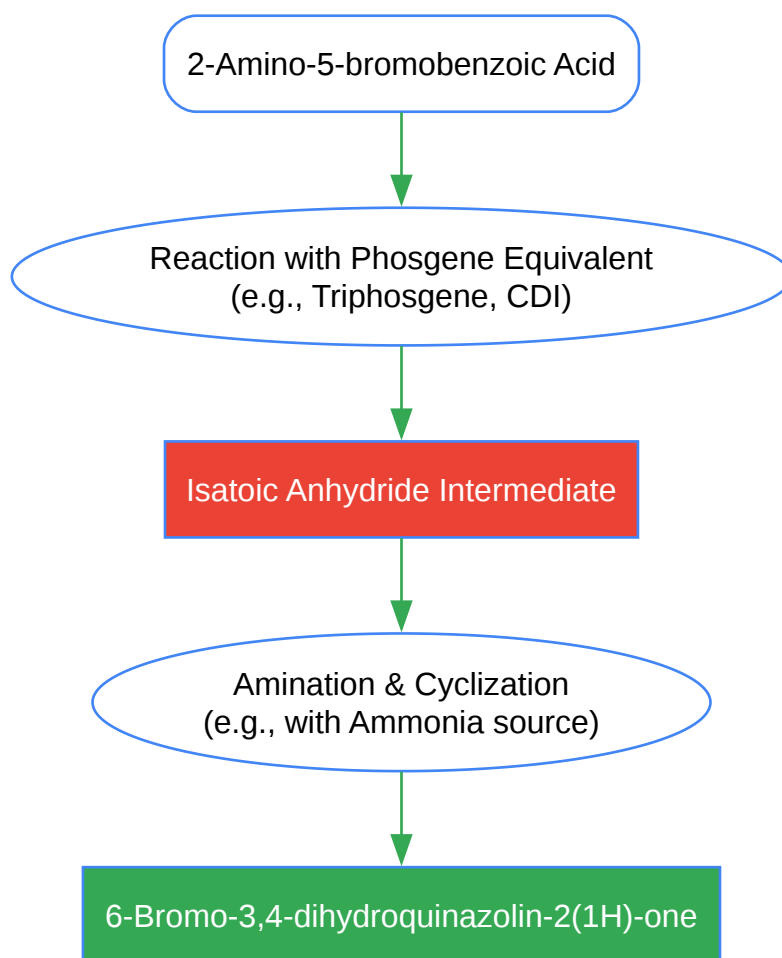 2-Amino-5-bromobenzoic Acid
Reaction with Phosgene Equivalent
(e.g., Triphosgene, CDI)
Isatoic Anhydride Intermediate
Amination & Cyclization
(e.g., with Ammonia source)
6-Bromo-3,4-dihydroquinazolin-2(1H)-one